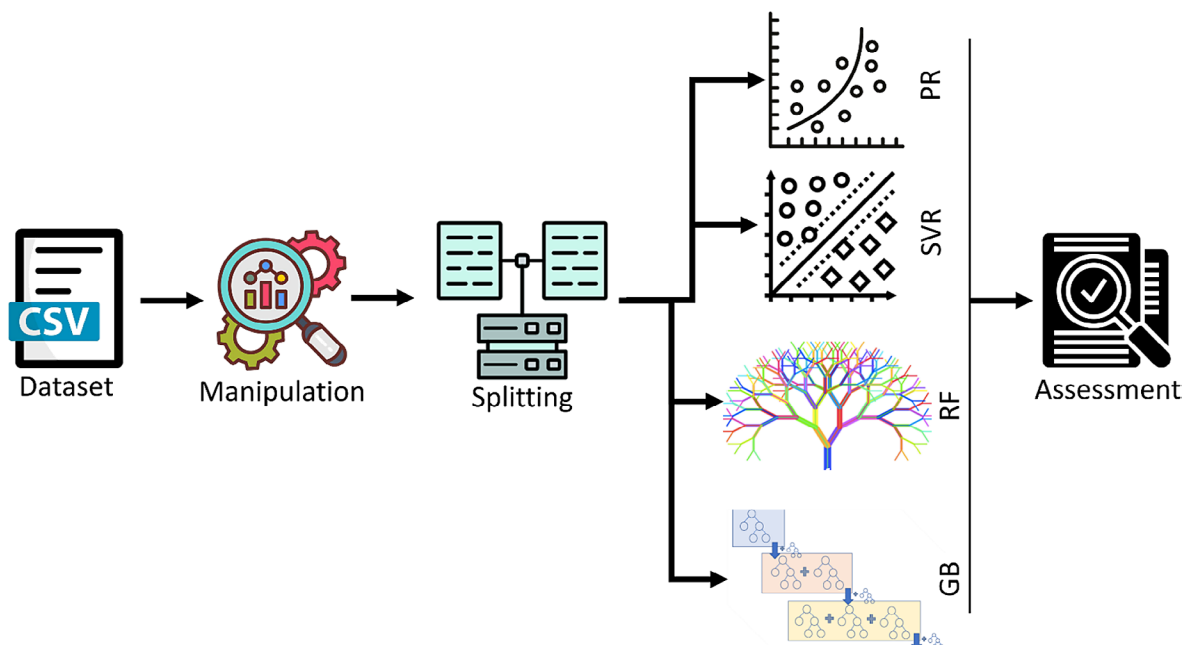 CSV
Dataset
Manipulation
Splitting
PR
SVR
RF
GB
Assessment